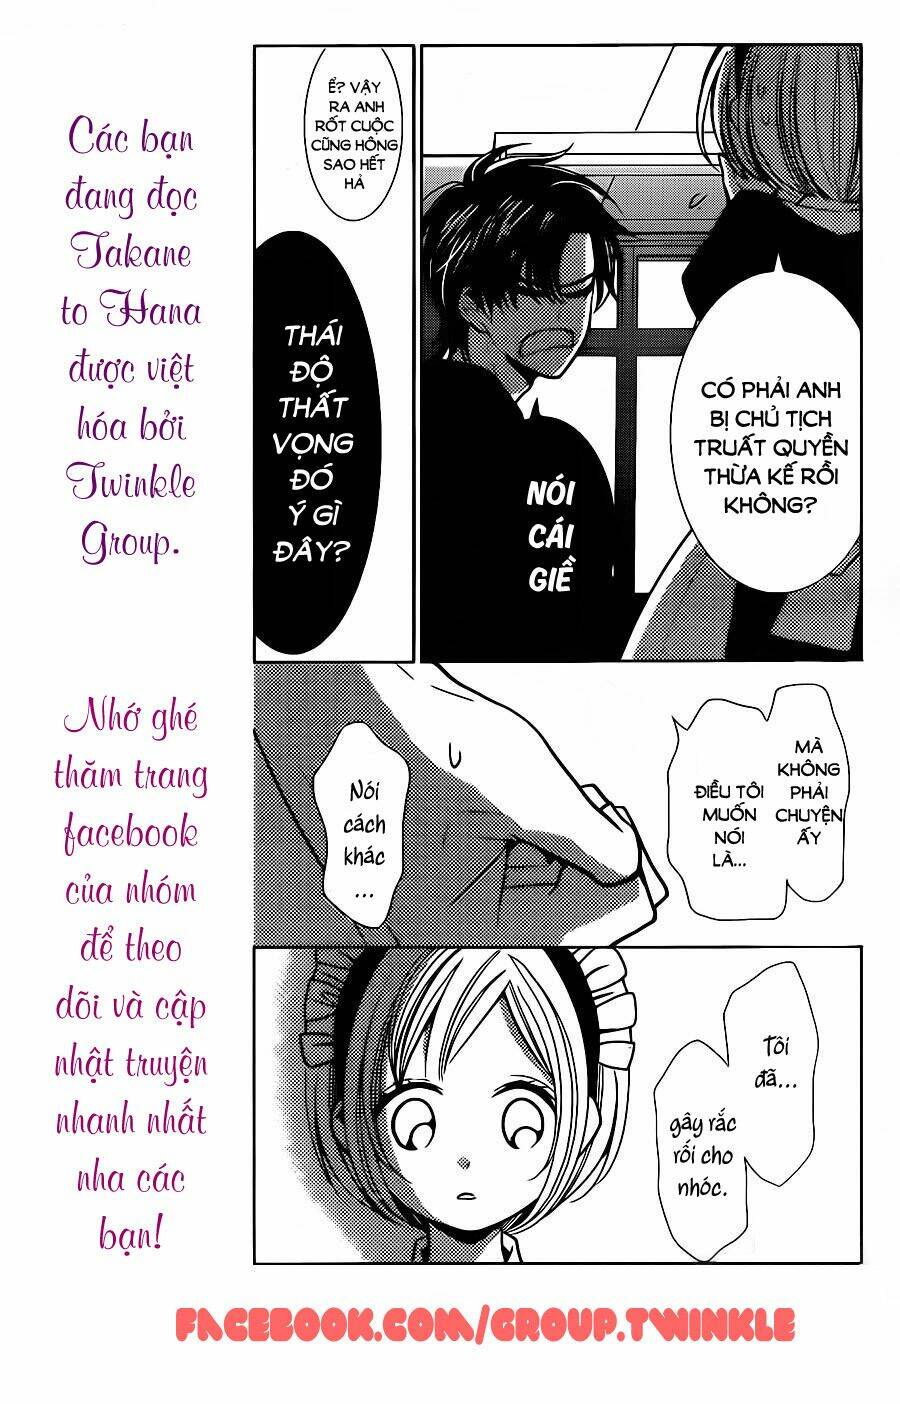 CÓ PHẢI ANH
BỊ CHỦ TỊCH
TRUẤT QUYỀN
THỪA KẾ RỒI
KHÔNG?
NÓI
CÁI
GIỀ
Ể? VẬY
RA ANH
RỐT CUỘC
CŨNG HÔNG
SAO HẾT
HẢ
THÁI
ĐỘ
THẤT
VỌNG
ĐÓ
Ý GÌ
ĐÂY?
MÀ
KHÔNG
PHẢI
CHUYỆN
ẤY
ĐIỀU TÔI
MUỐN
NÓI
LÀ...
Nói
cách
khác
...
Tôi
đã...
gây rắc
rối cho
nhóc.
Các bạn
đang đọc
Takane
to Hana
được việt
hóa bởi
Twinkle
Group.
Nhớ ghé
thăm trang
facebook
của nhóm
để theo
dõi và cập
nhật truyện
nhanh nhất
nha các
bạn!
FACEBOOK.COM/GROUP.TWINKLE